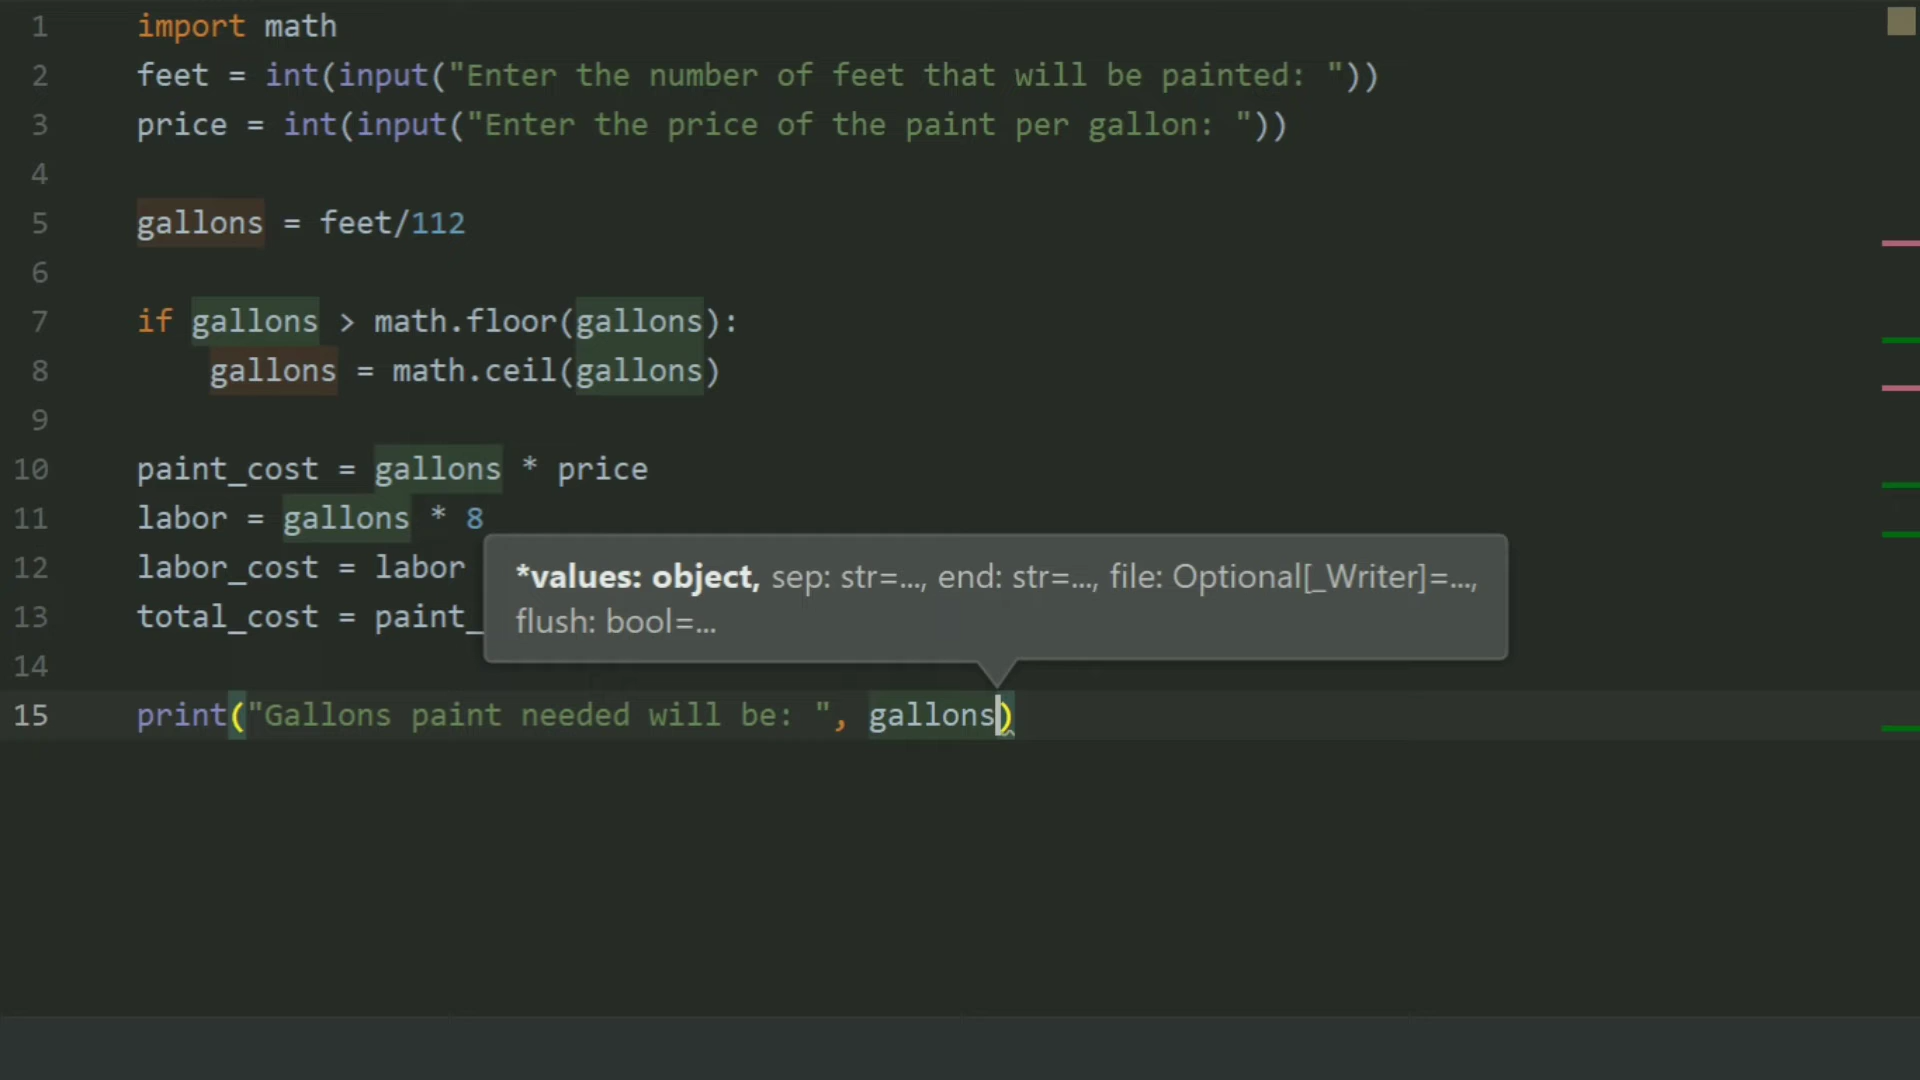 1 import math
2 feet = int(input("Enter the number of feet that will be painted: "))
3 price = int(input("Enter the price of the paint per gallon: "))
4
5 gallons = feet/112
6
7 if gallons > math.floor(gallons):
8 gallons = math.ceil(gallons)
9
10 paint_cost = gallons * price
11 labor = gallons * 8
12 labor_cost = labor
13 total_cost = paint_
*values: object, sep: str=..., end: str=..., file: Optional[_Writer]=...,
flush: bool=...
14
15 print("Gallons paint needed will be: ", gallons)